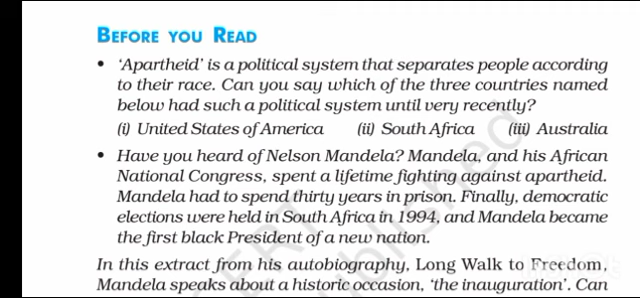 BEFORE YOU READ
• 'Apartheid' is a political system that separates people according
to their race. Can you say which of the three countries named
below had such a political system until very recently?
(i) United States of America (ii) South Africa (iii) Australia
• Have you heard of Nelson Mandela? Mandela, and his African
National Congress, spent a lifetime fighting against apartheid.
Mandela had to spend thirty years in prison. Finally, democratic
elections were held in South Africa in 1994, and Mandela became
the first black President of a new nation.
In this extract from his autobiography, Long Walk to Freedom,
Mandela speaks about a historic occasion, 'the inauguration'. Can